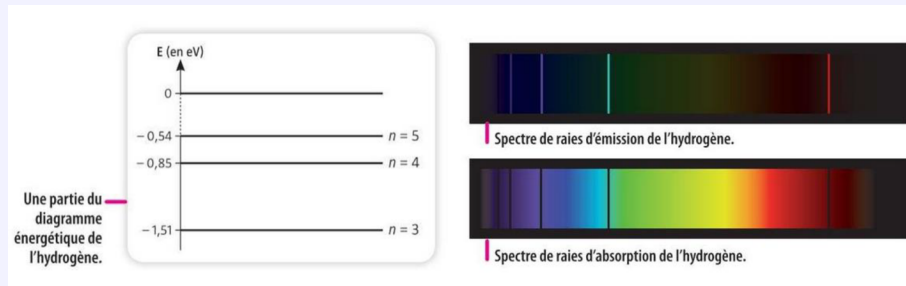 E (en eV)
0
−0,54
n = 5
−0,85
n = 4
−1,51
n = 3
Une partie du
diagramme
énergétique de
l'hydrogène.
Spectre de raies d'émission de l'hydrogène.
Spectre de raies d'absorption de l'hydrogène.